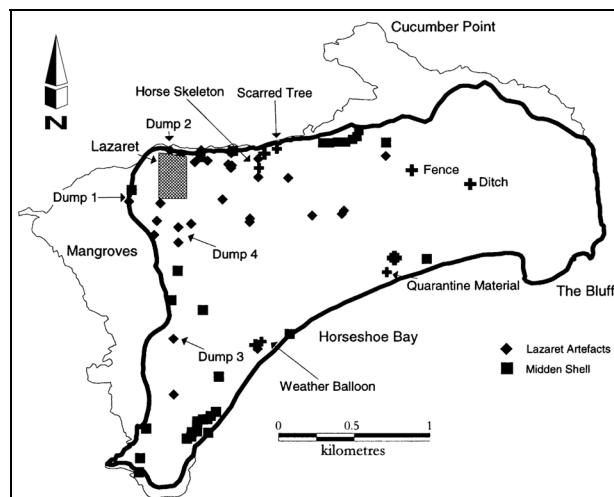 Cucumber Point
Scarred Tree
Horse Skeleton
Dump 2
N
Lazaret
Fence
Ditch
Dump 1
Mangroves
Dump 4
Quarantine Material
The Bluff
Horseshoe Bay
Lazaret Artefacts
Dump 3
Midden Shell
Weather Balloon
0 0.5 1
kilometres